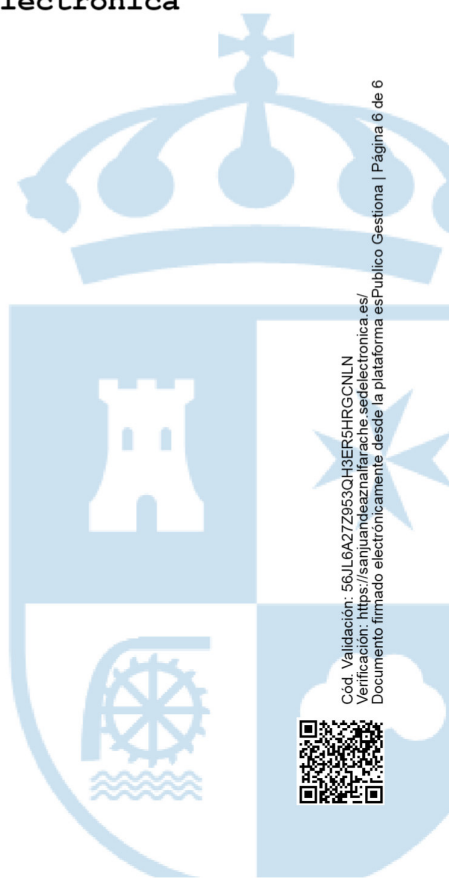 lectrónica
Cód. Validación: 56JL6A27Z953QH3ER5HRGCNLN
Verificación: https://sanjuandeaznalfarache.sedelectronica.es/
Documento firmado electrónicamente desde la plataforma esPublico Gestiona | Página 6 de 6